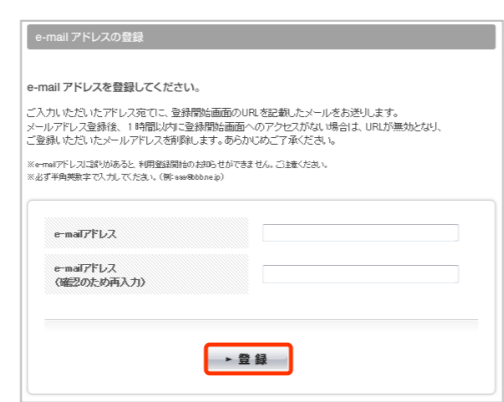 e-mail アドレスの登録
e-mail アドレスを登録してください。
ご入力いただいたアドレス宛てに、登録開始画面のURLを記載したメールをお送りします。
メールアドレス登録後、1時間以内に登録開始画面へのアクセスがない場合は、URLが無効となり、
ご登録いただいたメールアドレスを削除します。あらかじめご了承ください。
※e-mailアドレスに誤りがあると、利用登録開始のお知らせができません。ご注意ください。
※必ず半角英数字で入力してください。(例:aaa@bbb.ne.jp)
e-mailアドレス
e-mailアドレス
(確認のため再入力)
登録